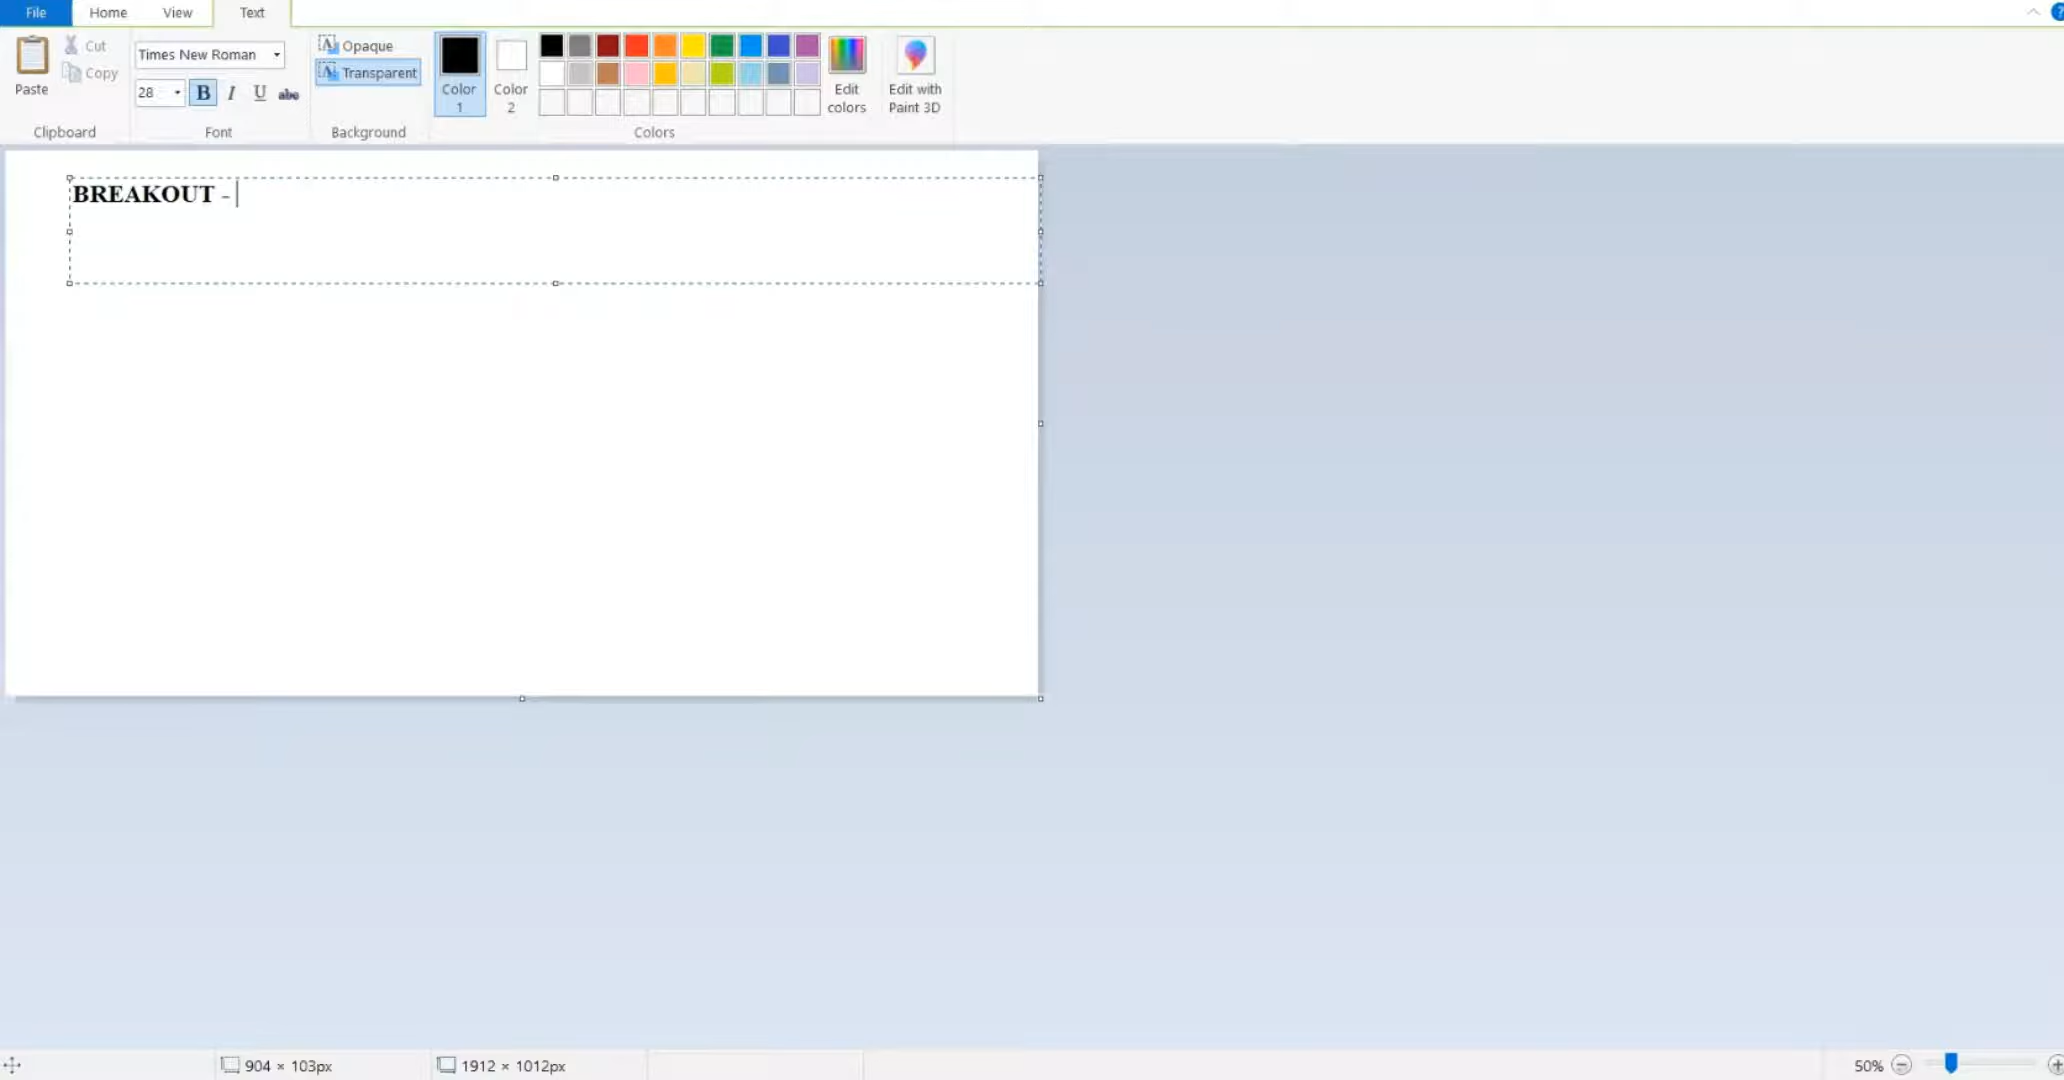 File Home View Text
Cut
Copy
Paste
Times New Roman
28 B I U abc
Opaque
Transparent
Color 1
Color 2
Edit colors
Edit with Paint 3D
Clipboard Font Background Colors
BREAKOUT -
904 × 103px 1912 × 1012px 50%